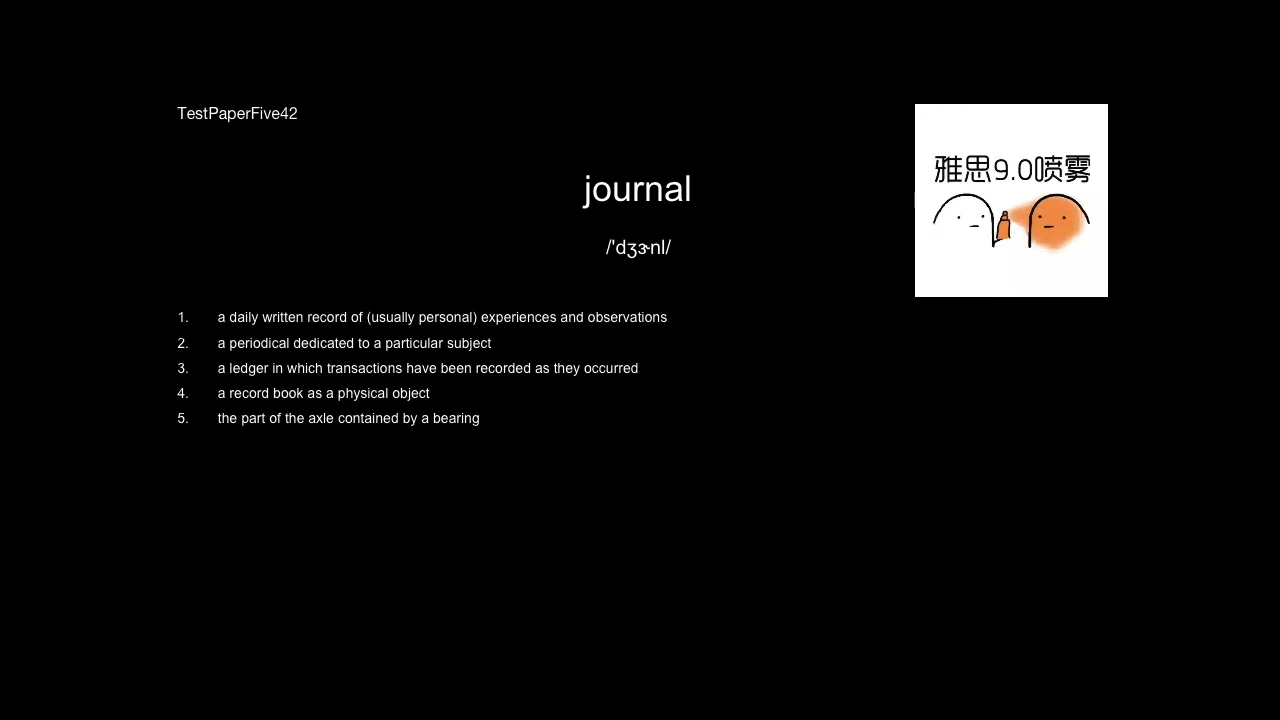 TestPaperFive42
雅思9.0喷雾
journal
/'dʒɝnl/
1. a daily written record of (usually personal) experiences and observations
2. a periodical dedicated to a particular subject
3. a ledger in which transactions have been recorded as they occurred
4. a record book as a physical object
5. the part of the axle contained by a bearing